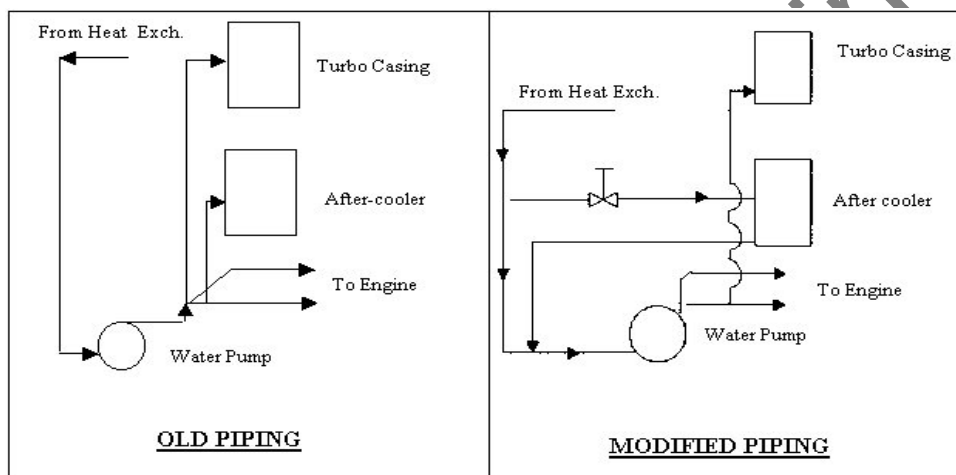 From Heat Exch.
Turbo Casing
After-cooler
To Engine
Water Pump
OLD PIPING
Turbo Casing
From Heat Exch.
After cooler
To Engine
Water Pump
MODIFIED PIPING